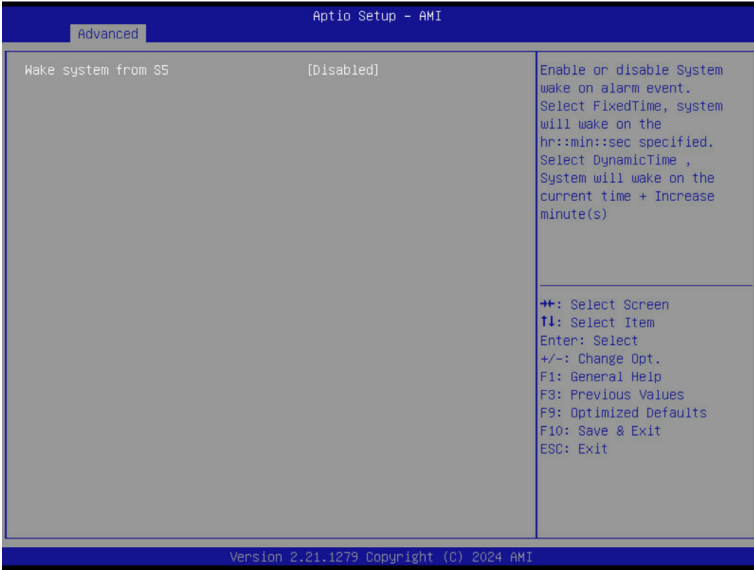 Aptio Setup – AMI
Advanced
Wake system from S5 [Disabled]
Enable or disable System
wake on alarm event.
Select FixedTime, system
will wake on the
hr::min::sec specified.
Select DynamicTime ,
System will wake on the
current time + Increase
minute(s)
→←: Select Screen
↑↓: Select Item
Enter: Select
+/-: Change Opt.
F1: General Help
F3: Previous Values
F9: Optimized Defaults
F10: Save & Exit
ESC: Exit
Version 2.21.1279 Copyright (C) 2024 AMI